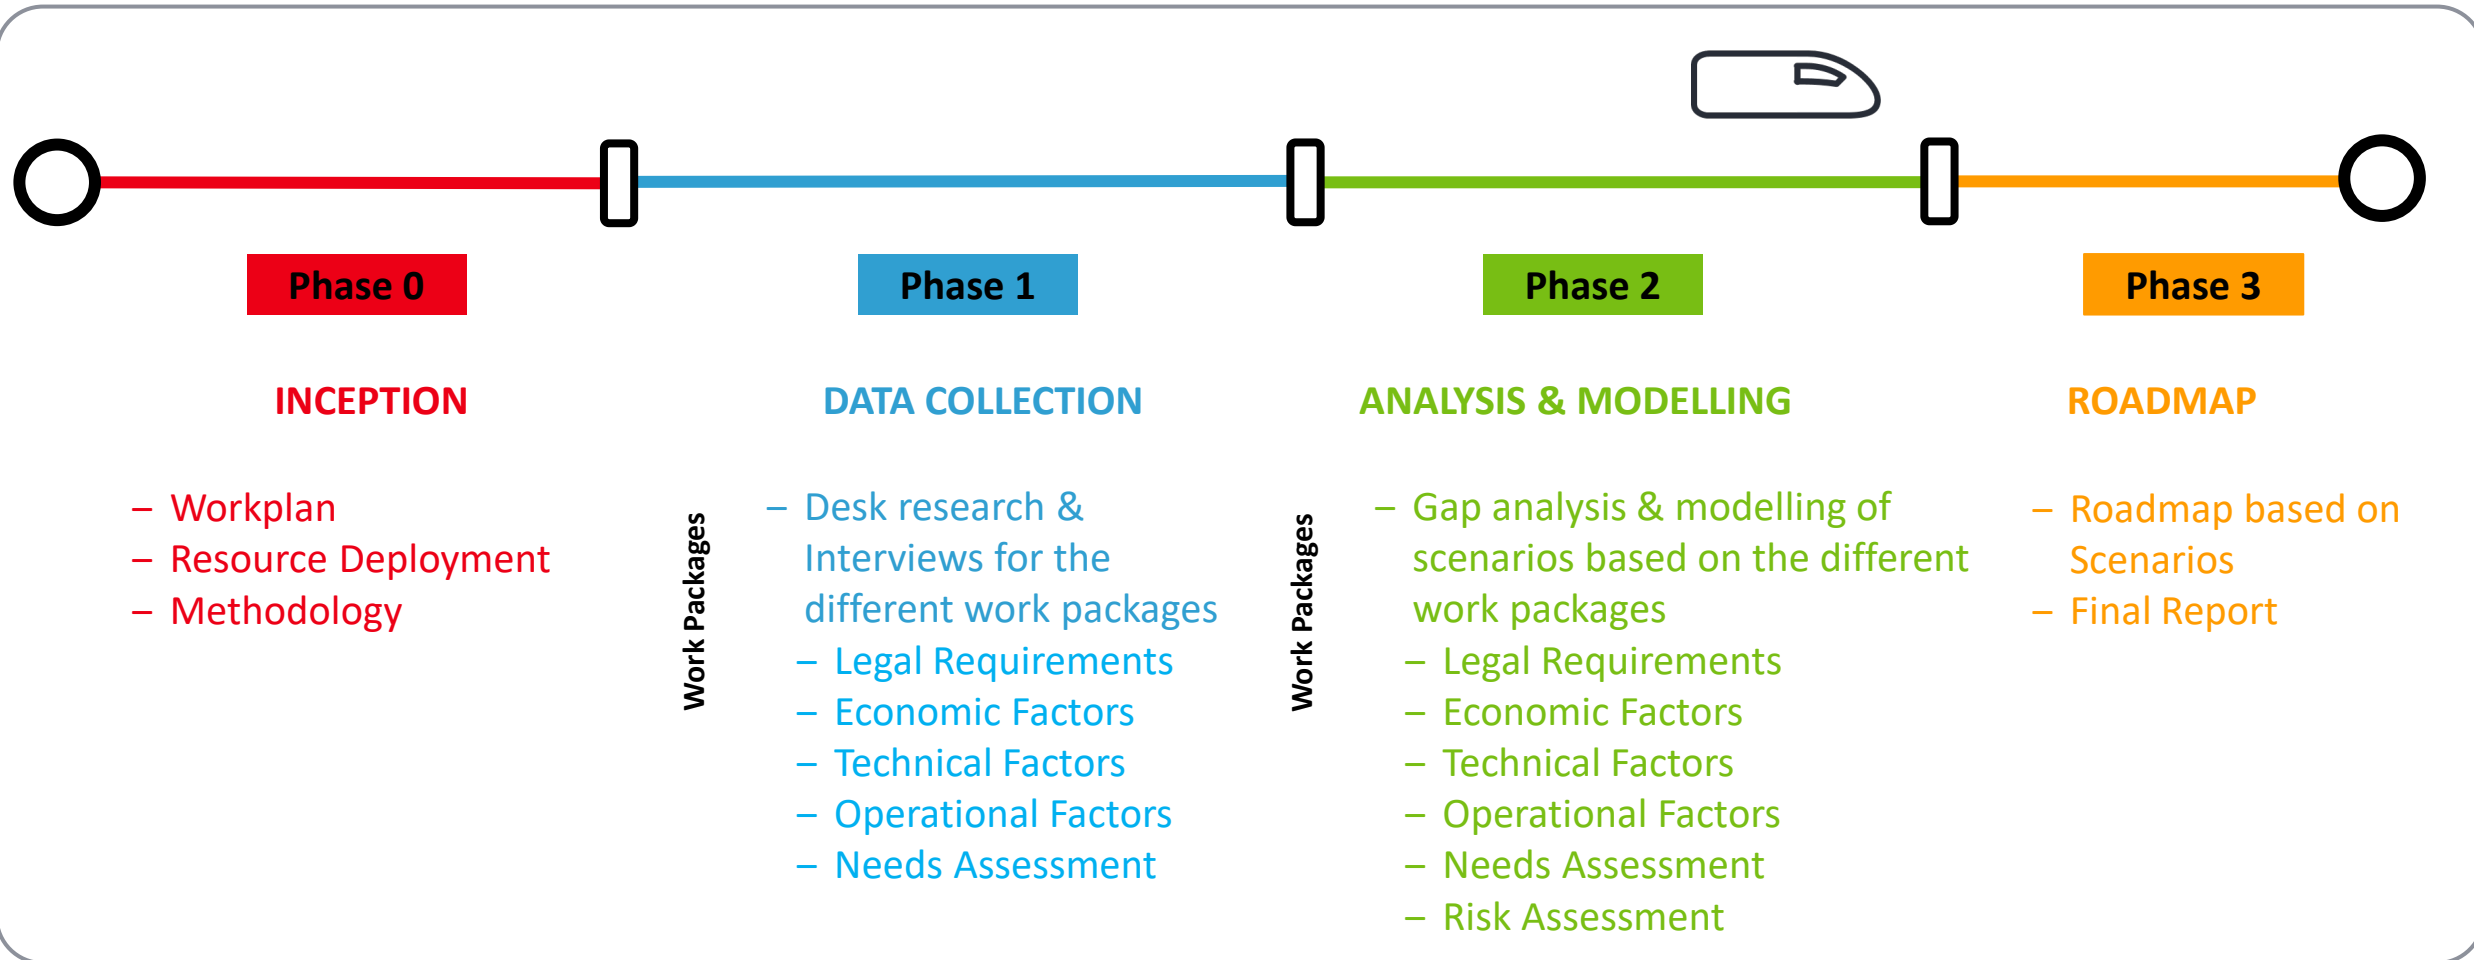 Phase 0
Phase 1
Phase 2
Phase 3
INCEPTION
DATA COLLECTION
ANALYSIS & MODELLING
ROADMAP
– Workplan
– Resource Deployment
– Methodology
Work Packages
– Desk research &
Interviews for the
different work packages
– Legal Requirements
– Economic Factors
– Technical Factors
– Operational Factors
– Needs Assessment
Work Packages
– Gap analysis & modelling of
scenarios based on the different
work packages
– Legal Requirements
– Economic Factors
– Technical Factors
– Operational Factors
– Needs Assessment
– Risk Assessment
– Roadmap based on
Scenarios
– Final Report